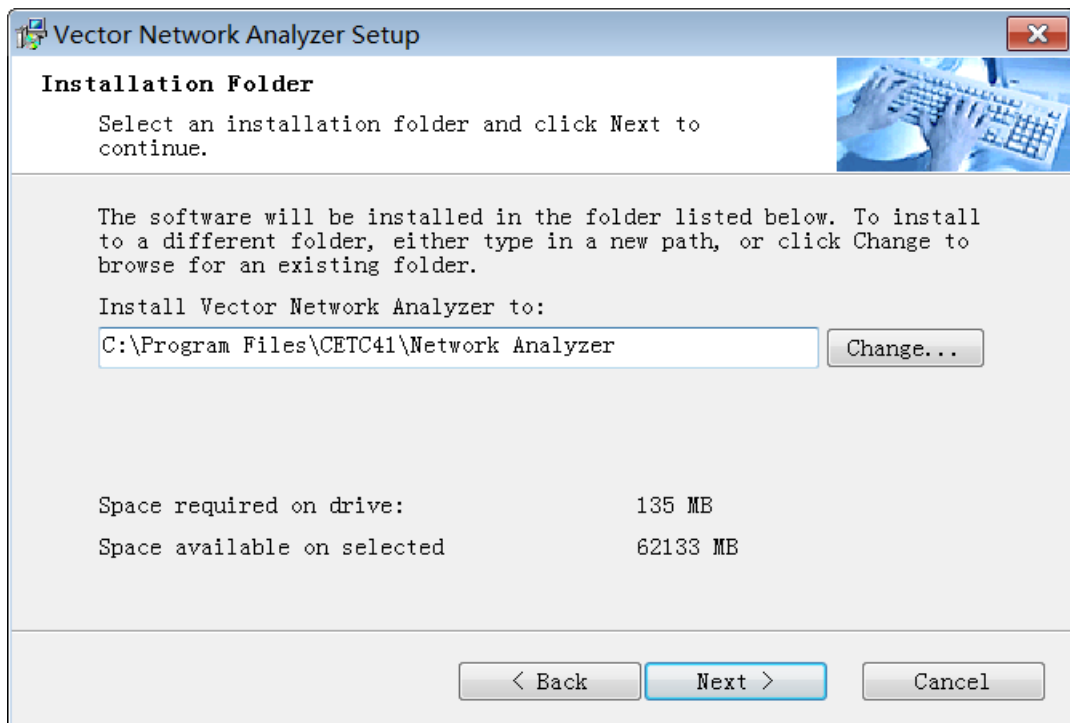 Vector Network Analyzer Setup
Installation Folder
Select an installation folder and click Next to
continue.
The software will be installed in the folder listed below. To install
to a different folder, either type in a new path, or click Change to
browse for an existing folder.
Install Vector Network Analyzer to:
C:\Program Files\CETC41\Network Analyzer
Change...
Space required on drive: 135 MB
Space available on selected 62133 MB
< Back Next > Cancel